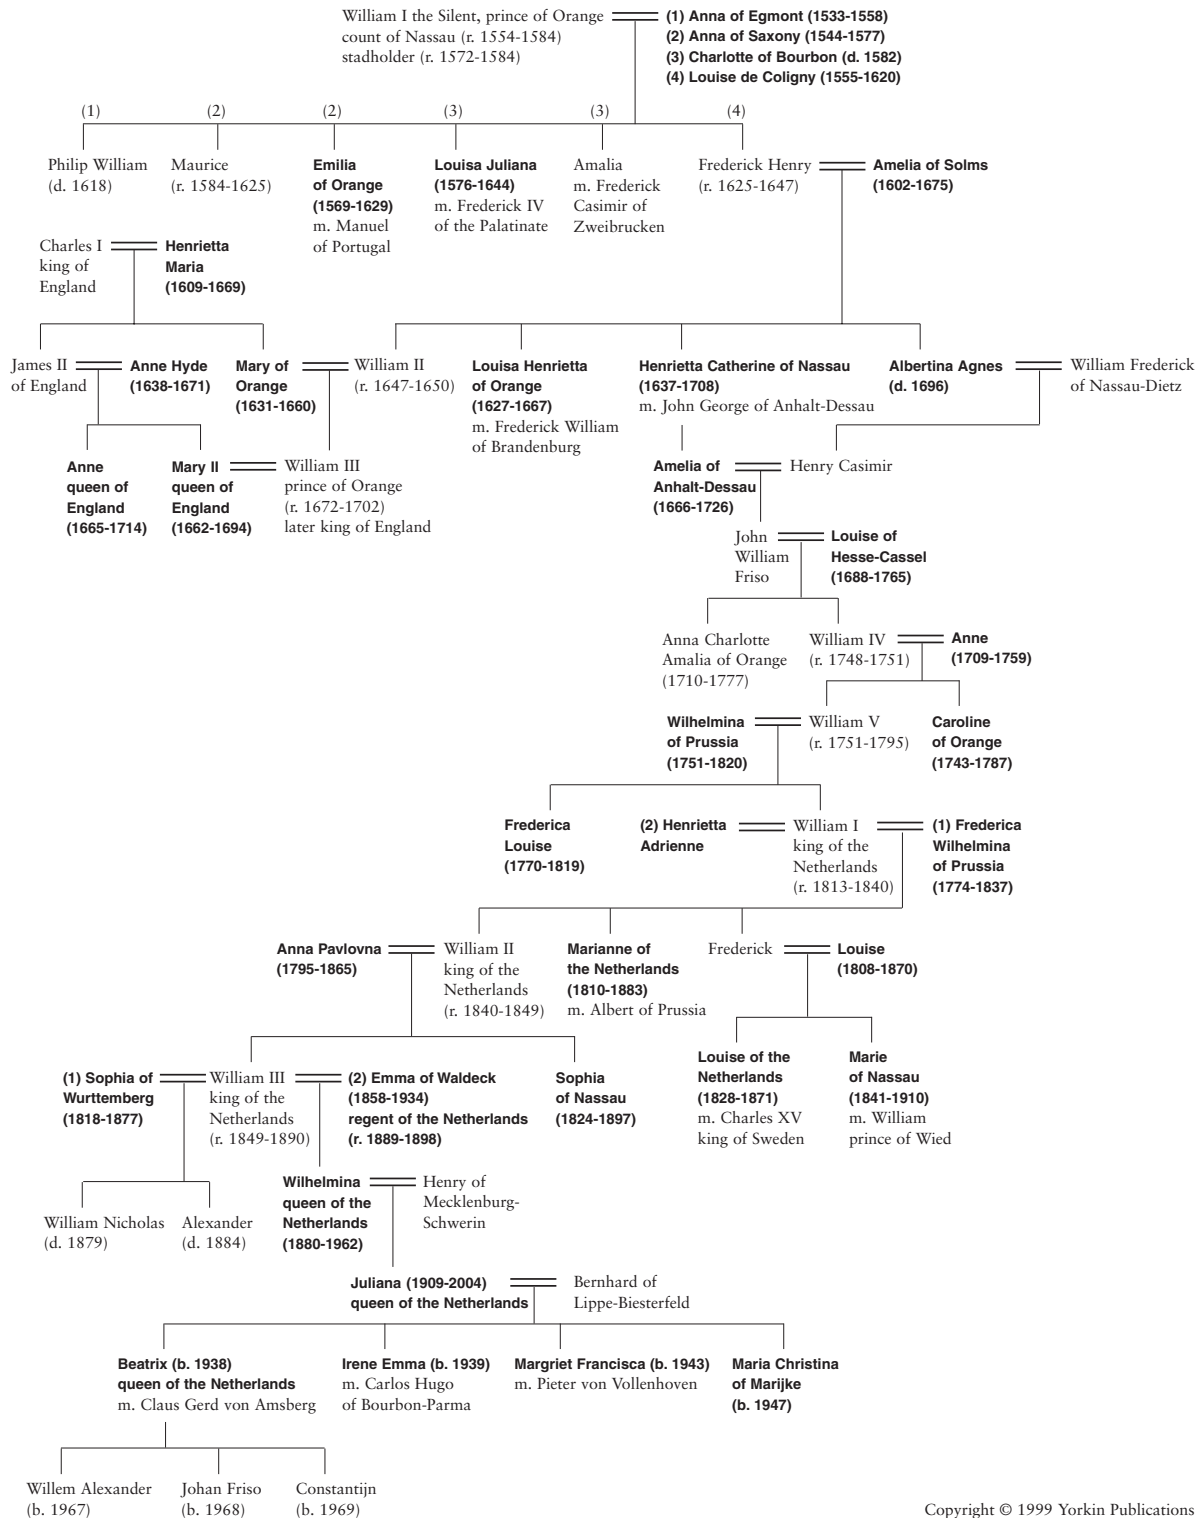 William I the Silent, prince of Orange
count of Nassau (r. 1554-1584)
stadholder (r. 1572-1584)
(1) Anna of Egmont (1533-1558)
(2) Anna of Saxony (1544-1577)
(3) Charlotte of Bourbon (d. 1582)
(4) Louise de Coligny (1555-1620)
(1)
(2)
(2)
(3)
(3)
(4)
Philip William
(d. 1618)
Maurice
(r. 1584-1625)
Emilia
of Orange
(1569-1629)
m. Manuel
of Portugal
Louisa Juliana
(1576-1644)
m. Frederick IV
of the Palatinate
Amalia
m. Frederick
Casimir of
Zweibrucken
Frederick Henry
(r. 1625-1647)
Amelia of Solms
(1602-1675)
Charles I
king of
England
Henrietta
Maria
(1609-1669)
James II
of England
Anne Hyde
(1638-1671)
Mary of
Orange
(1631-1660)
William II
(r. 1647-1650)
Louisa Henrietta
of Orange
(1627-1667)
m. Frederick William
of Brandenburg
Henrietta Catherine of Nassau
(1637-1708)
m. John George of Anhalt-Dessau
Albertina Agnes
(d. 1696)
William Frederick
of Nassau-Dietz
Anne
queen of
England
(1665-1714)
Mary II
queen of
England
(1662-1694)
William III
prince of Orange
(r. 1672-1702)
later king of England
Amelia of
Anhalt-Dessau
(1666-1726)
Henry Casimir
John
William
Friso
Louise of
Hesse-Cassel
(1688-1765)
Anna Charlotte
Amalia of Orange
(1710-1777)
William IV
(r. 1748-1751)
Anne
(1709-1759)
Wilhelmina
of Prussia
(1751-1820)
William V
(r. 1751-1795)
Caroline
of Orange
(1743-1787)
Frederica
Louise
(1770-1819)
(2) Henrietta
Adrienne
William I
king of the
Netherlands
(r. 1813-1840)
(1) Frederica
Wilhelmina
of Prussia
(1774-1837)
Anna Pavlovna
(1795-1865)
William II
king of the
Netherlands
(r. 1840-1849)
Marianne of
the Netherlands
(1810-1883)
m. Albert of Prussia
Frederick
Louise
(1808-1870)
(1) Sophia of
Wurttemberg
(1818-1877)
William III
king of the
Netherlands
(r. 1849-1890)
(2) Emma of Waldeck
(1858-1934)
regent of the Netherlands
(r. 1889-1898)
Sophia
of Nassau
(1824-1897)
Louise of the
Netherlands
(1828-1871)
m. Charles XV
king of Sweden
Marie
of Nassau
(1841-1910)
m. William
prince of Wied
William Nicholas
(d. 1879)
Alexander
(d. 1884)
Wilhelmina
queen of the
Netherlands
(1880-1962)
Henry of
Mecklenburg-
Schwerin
Juliana (1909-2004)
queen of the Netherlands
Bernhard of
Lippe-Biesterfeld
Beatrix (b. 1938)
queen of the Netherlands
m. Claus Gerd von Amsberg
Irene Emma (b. 1939)
m. Carlos Hugo
of Bourbon-Parma
Margriet Francisca (b. 1943)
m. Pieter von Vollenhoven
Maria Christina
of Marijke
(b. 1947)
Willem Alexander
(b. 1967)
Johan Friso
(b. 1968)
Constantijn
(b. 1969)
Copyright © 1999 Yorkin Publications